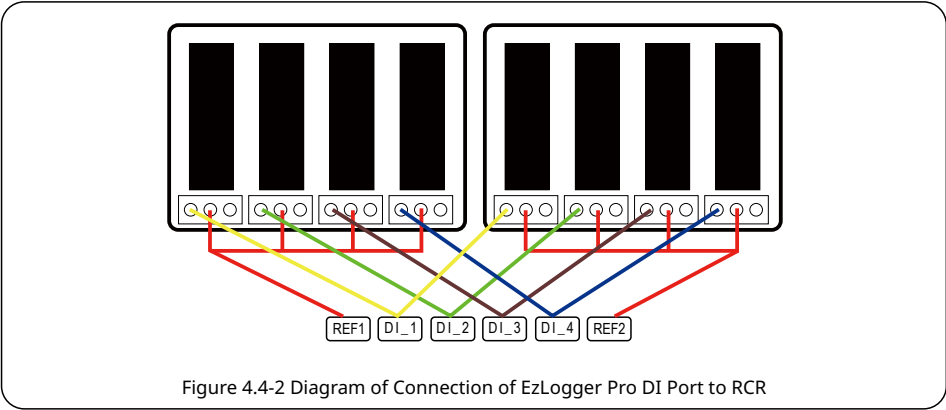 REF1 DI_1 DI_2 DI_3 DI_4 REF2
Figure 4.4-2 Diagram of Connection of EzLogger Pro DI Port to RCR